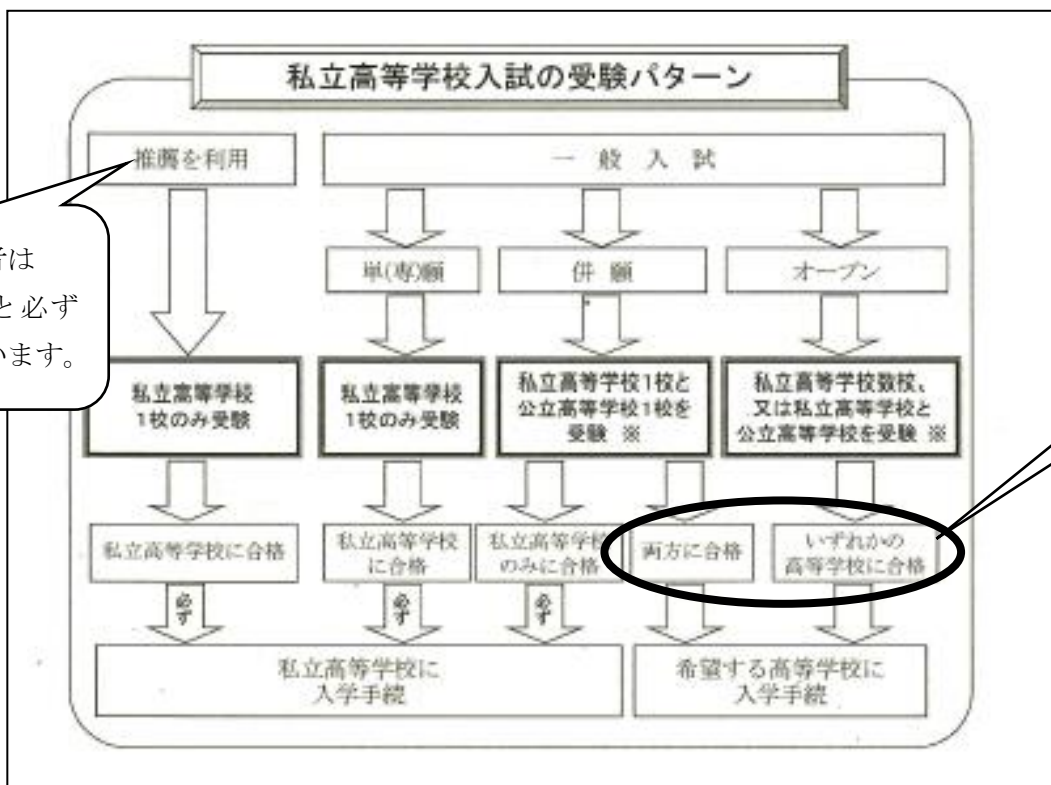 私立高等学校入試の受験パターン
推薦を利用
一般入試
者は
と必ず
います。
単(専)願
併願
オープン
私立高等学校
1校のみ受験
私立高等学校
1校のみ受験
私立高等学校1校と
公立高等学校1校を
受験 ※
私立高等学校数校、
又は私立高等学校と
公立高等学校を受験 ※
私立高等学校に合格
私立高等学校
に合格
私立高等学校
のみに合格
両方に合格
いずれかの
高等学校に合格
必ず
必ず
必ず
私立高等学校に
入学手続
希望する高等学校に
入学手続